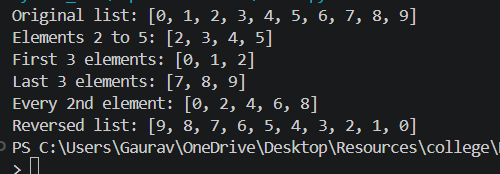 Original list: [0, 1, 2, 3, 4, 5, 6, 7, 8, 9]
Elements 2 to 5: [2, 3, 4, 5]
First 3 elements: [0, 1, 2]
Last 3 elements: [7, 8, 9]
Every 2nd element: [0, 2, 4, 6, 8]
Reversed list: [9, 8, 7, 6, 5, 4, 3, 2, 1, 0]
PS C:\Users\Gaurav\OneDrive\Desktop\Resources\college\
>